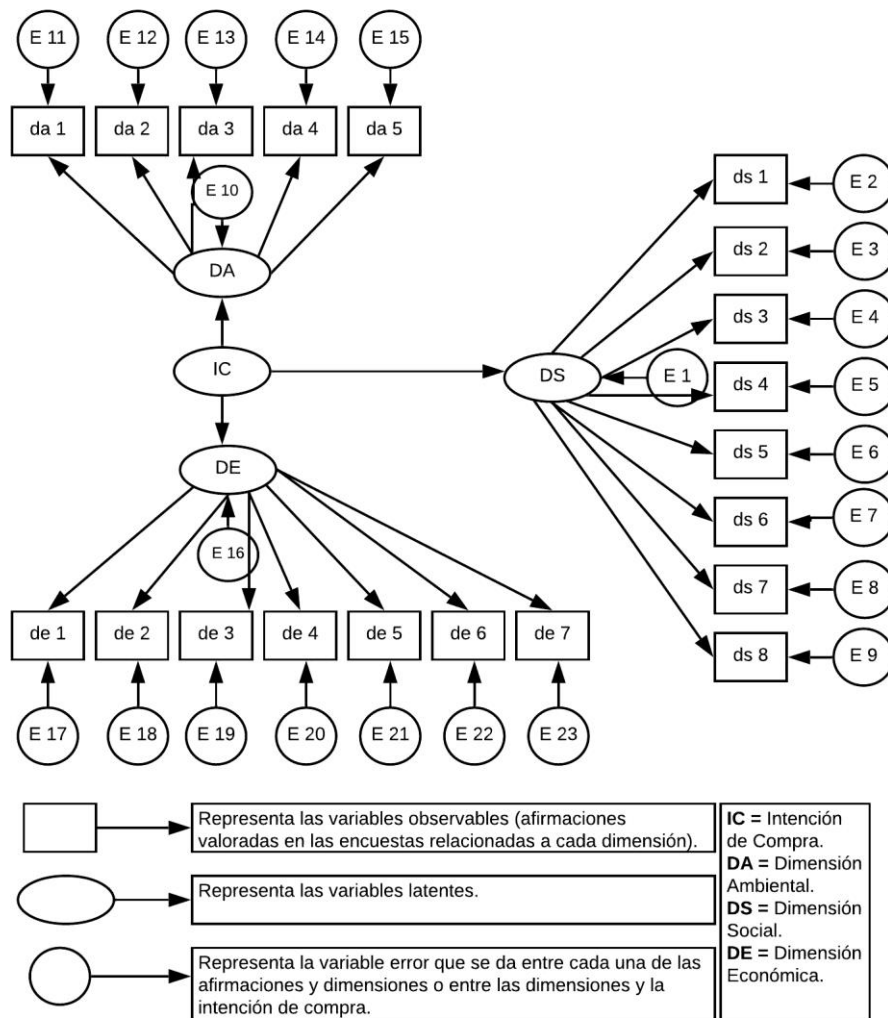 E 11 E 12 E 13 E 14 E 15
da 1 da 2 da 3 da 4 da 5
E 10
DA
IC
DE
E 16
de 1 de 2 de 3 de 4 de 5 de 6 de 7
E 17 E 18 E 19 E 20 E 21 E 22 E 23
DS
E 1
ds 1 E 2
ds 2 E 3
ds 3 E 4
ds 4 E 5
ds 5 E 6
ds 6 E 7
ds 7 E 8
ds 8 E 9
Representa las variables observables (afirmaciones
valoradas en las encuestas relacionadas a cada dimensión).
Representa las variables latentes.
Representa la variable error que se da entre cada una de las
afirmaciones y dimensiones o entre las dimensiones y la
intención de compra.
IC = Intención
de Compra.
DA = Dimensión
Ambiental.
DS = Dimensión
Social.
DE = Dimensión
Económica.